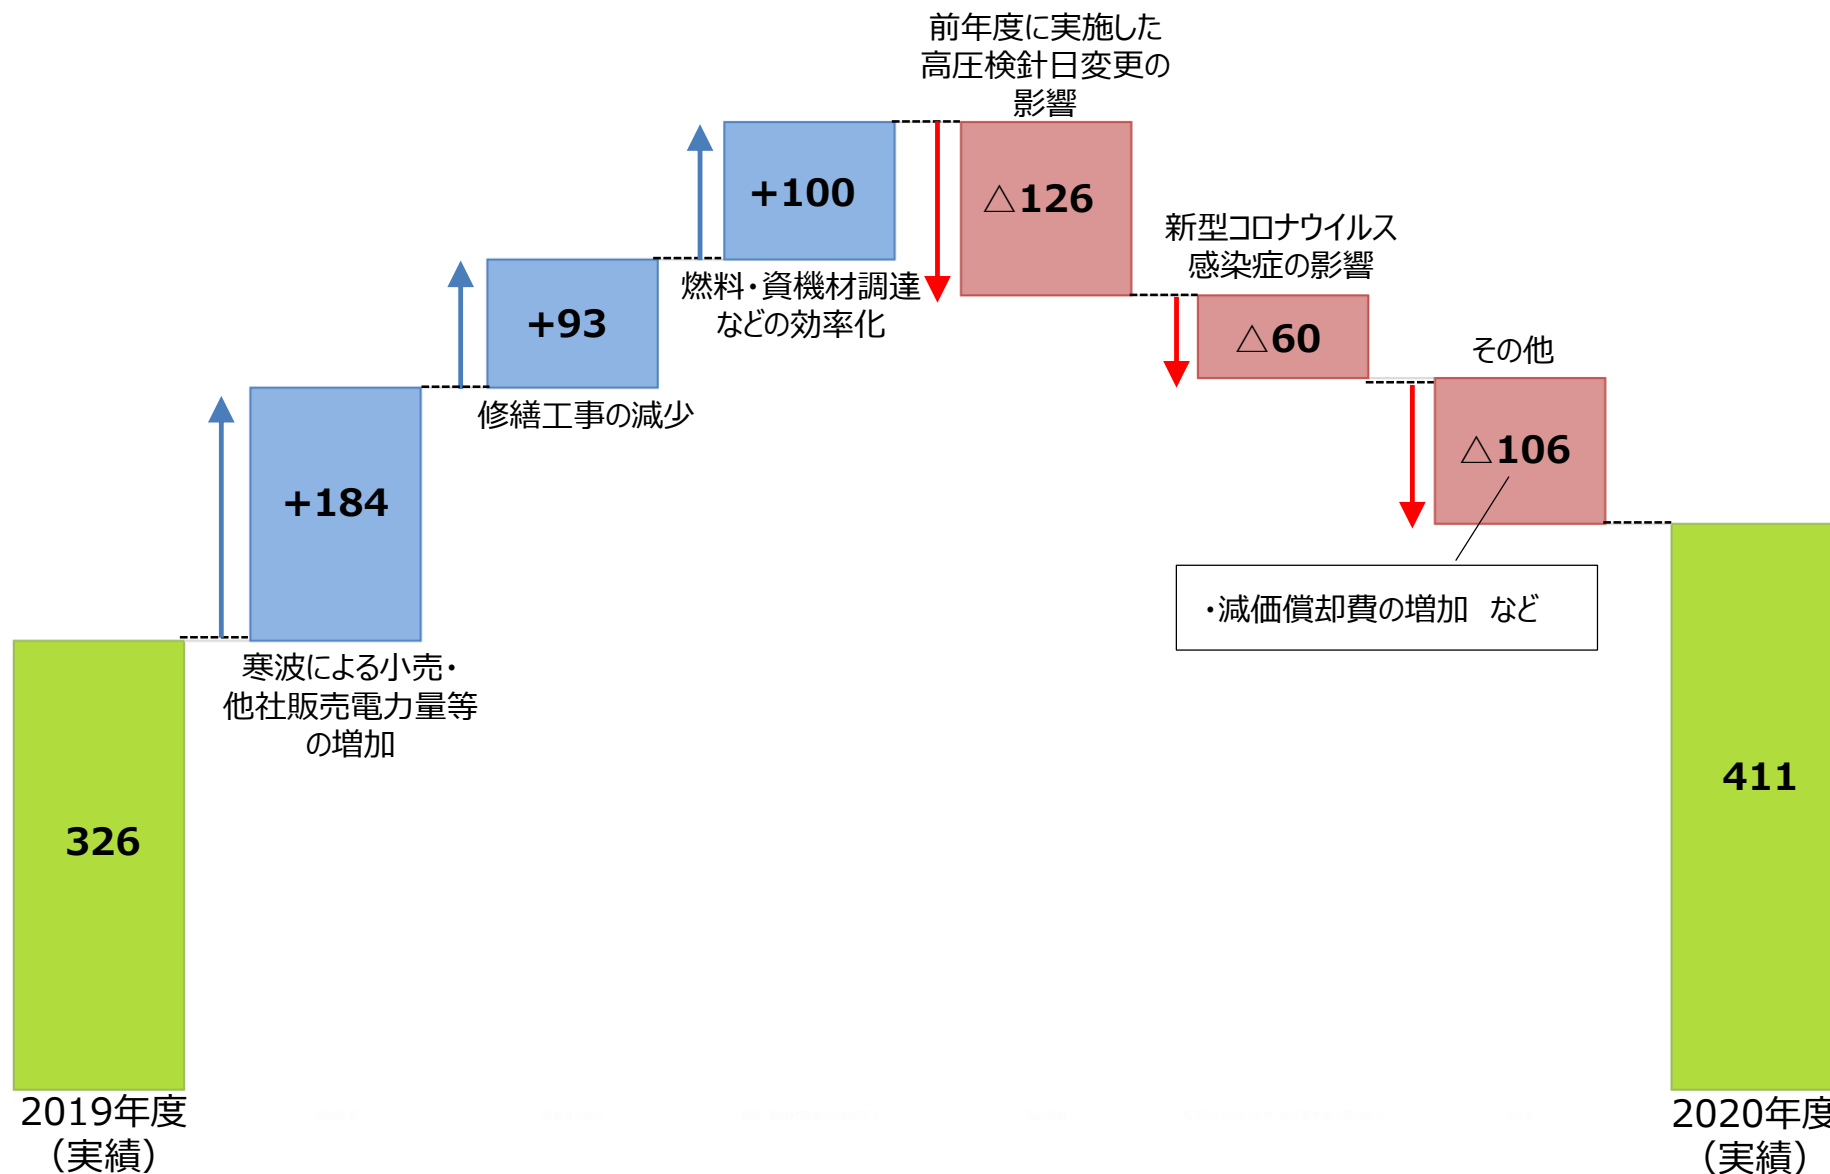 前年度に実施した
高圧検針日変更の
影響
+100
△126
新型コロナウイルス
感染症の影響
燃料・資機材調達
などの効率化
+93
△60
その他
修繕工事の減少
△106
+184
・減価償却費の増加　など
寒波による小売・
他社販売電力量等
の増加
326
411
2019年度
（実績）
2020年度
（実績）